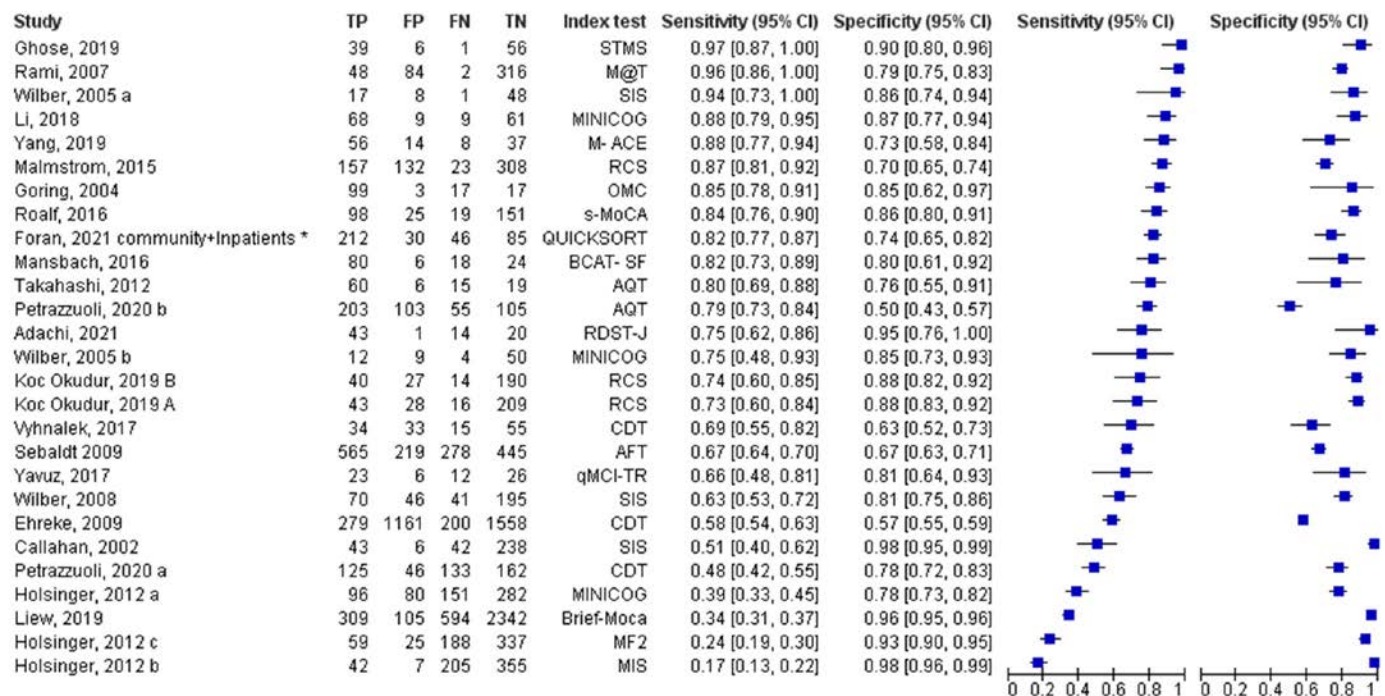 Study TP FP FN TN Index test Sensitivity (95% CI) Specificity (95% CI) Sensitivity (95% CI) Specificity (95% CI)
Ghose, 2019 39 6 1 56 STMS 0.97 [0.87, 1.00] 0.90 [0.80, 0.96]
Rami, 2007 48 84 2 316 M@T 0.96 [0.86, 1.00] 0.79 [0.75, 0.83]
Wilber, 2005 a 17 8 1 48 SIS 0.94 [0.73, 1.00] 0.86 [0.74, 0.94]
Li, 2018 68 9 9 61 MINICOG 0.88 [0.79, 0.95] 0.87 [0.77, 0.94]
Yang, 2019 56 14 8 37 M- ACE 0.88 [0.77, 0.94] 0.73 [0.58, 0.84]
Malmstrom, 2015 157 132 23 308 RCS 0.87 [0.81, 0.92] 0.70 [0.65, 0.74]
Goring, 2004 99 3 17 17 OMC 0.85 [0.78, 0.91] 0.85 [0.62, 0.97]
Roalf, 2016 98 25 19 151 s-MoCA 0.84 [0.76, 0.90] 0.86 [0.80, 0.91]
Foran, 2021 community+Inpatients * 212 30 46 85 QUICKSORT 0.82 [0.77, 0.87] 0.74 [0.65, 0.82]
Mansbach, 2016 80 6 18 24 BCAT- SF 0.82 [0.73, 0.89] 0.80 [0.61, 0.92]
Takahashi, 2012 60 6 15 19 AQT 0.80 [0.69, 0.88] 0.76 [0.55, 0.91]
Petrazzuoli, 2020 b 203 103 55 105 AQT 0.79 [0.73, 0.84] 0.50 [0.43, 0.57]
Adachi, 2021 43 1 14 20 RDST-J 0.75 [0.62, 0.86] 0.95 [0.76, 1.00]
Wilber, 2005 b 12 9 4 50 MINICOG 0.75 [0.48, 0.93] 0.85 [0.73, 0.93]
Koc Okudur, 2019 B 40 27 14 190 RCS 0.74 [0.60, 0.85] 0.88 [0.82, 0.92]
Koc Okudur, 2019 A 43 28 16 209 RCS 0.73 [0.60, 0.84] 0.88 [0.83, 0.92]
Vyhnalek, 2017 34 33 15 55 CDT 0.69 [0.55, 0.82] 0.63 [0.52, 0.73]
Sebaldt 2009 565 219 278 445 AFT 0.67 [0.64, 0.70] 0.67 [0.63, 0.71]
Yavuz, 2017 23 6 12 26 qMCI-TR 0.66 [0.48, 0.81] 0.81 [0.64, 0.93]
Wilber, 2008 70 46 41 195 SIS 0.63 [0.53, 0.72] 0.81 [0.75, 0.86]
Ehreke, 2009 279 1161 200 1558 CDT 0.58 [0.54, 0.63] 0.57 [0.55, 0.59]
Callahan, 2002 43 6 42 238 SIS 0.51 [0.40, 0.62] 0.98 [0.95, 0.99]
Petrazzuoli, 2020 a 125 46 133 162 CDT 0.48 [0.42, 0.55] 0.78 [0.72, 0.83]
Holsinger, 2012 a 96 80 151 282 MINICOG 0.39 [0.33, 0.45] 0.78 [0.73, 0.82]
Liew, 2019 309 105 594 2342 Brief-Moca 0.34 [0.31, 0.37] 0.96 [0.95, 0.96]
Holsinger, 2012 c 59 25 188 337 MF2 0.24 [0.19, 0.30] 0.93 [0.90, 0.95]
Holsinger, 2012 b 42 7 205 355 MIS 0.17 [0.13, 0.22] 0.98 [0.96, 0.99]
0 0.2 0.4 0.6 0.8 1 0 0.2 0.4 0.6 0.8 1